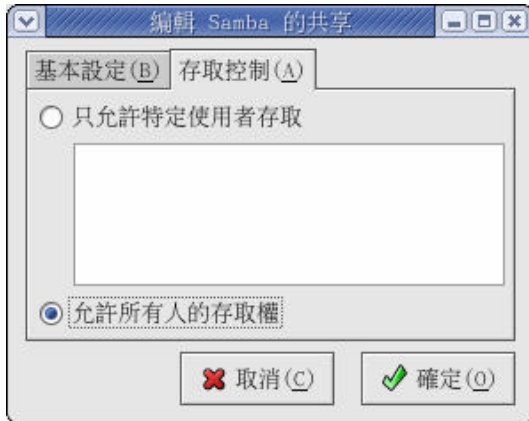 編輯 Samba 的共享
基本設定(B) 存取控制(A)
只允許特定使用者存取
允許所有人的存取權
取消(C) 確定(O)